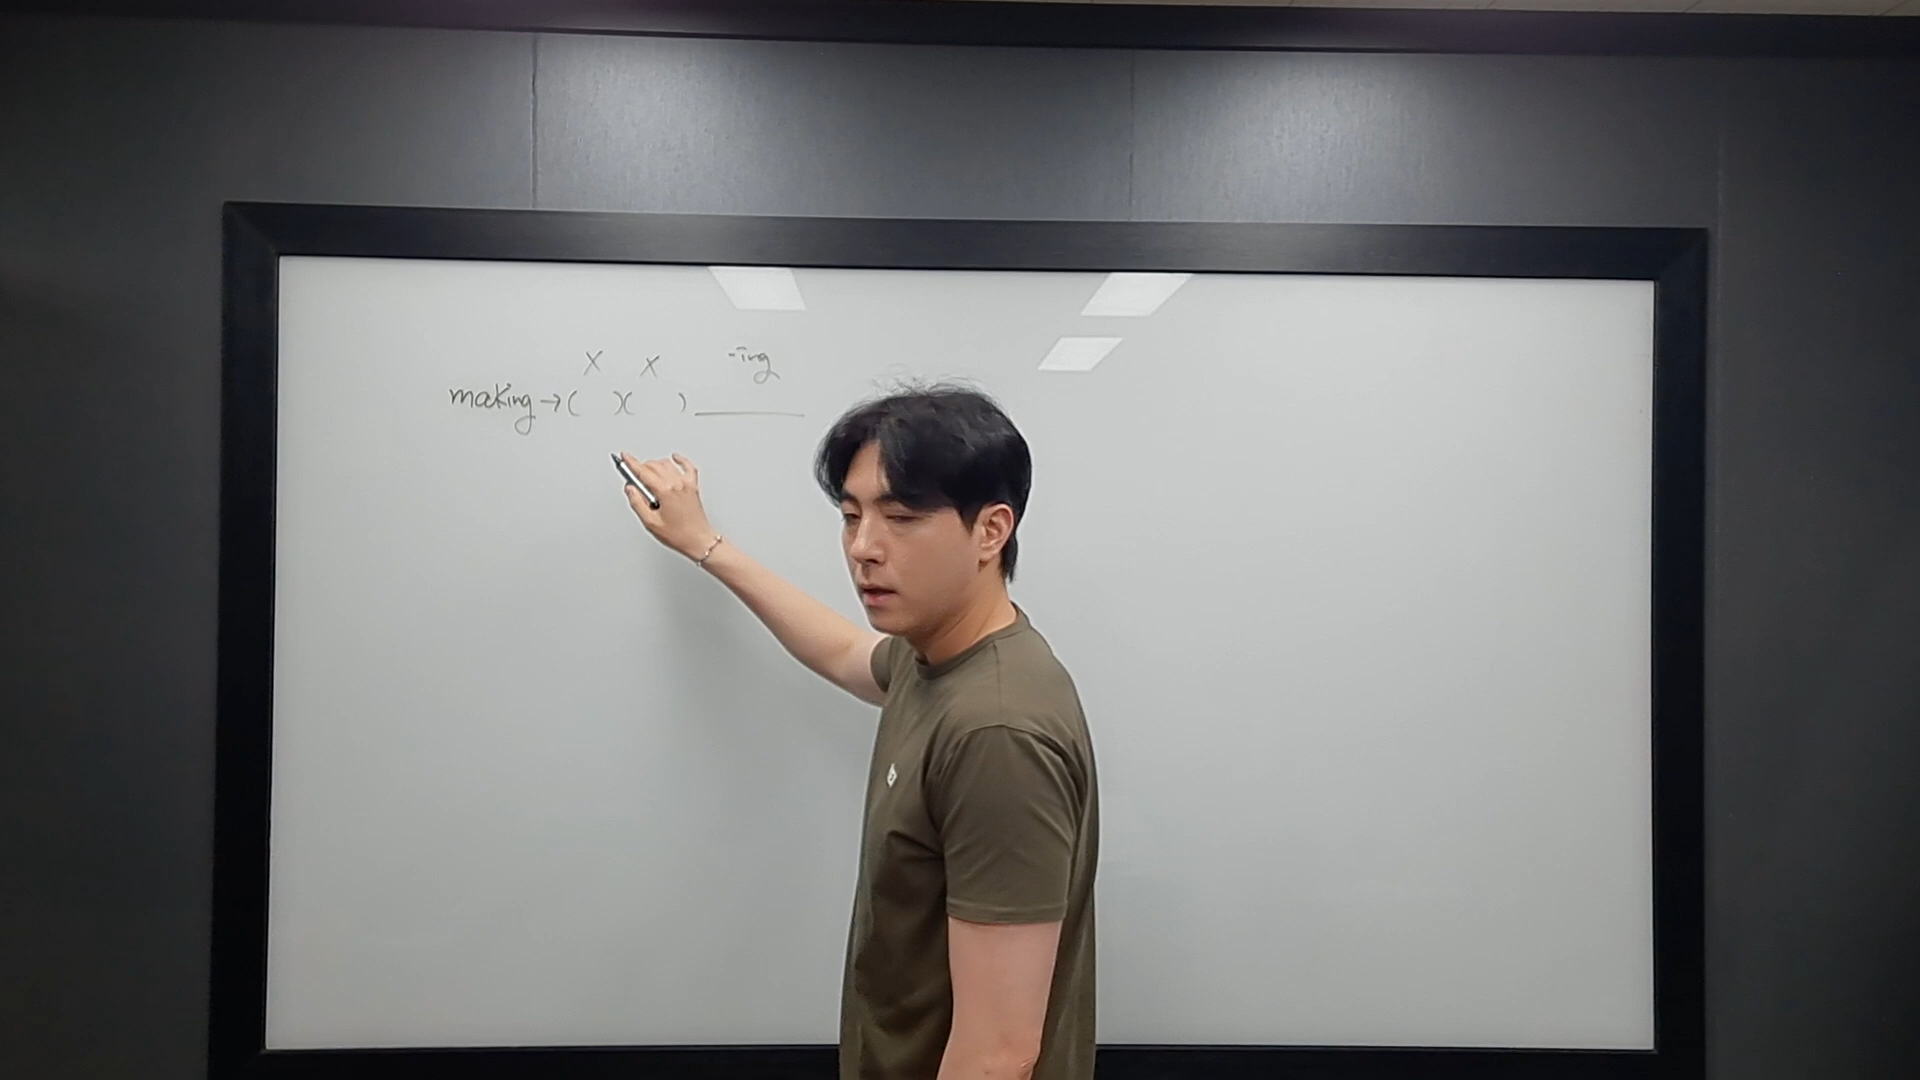 X X -ing
making → ( )( ) ______